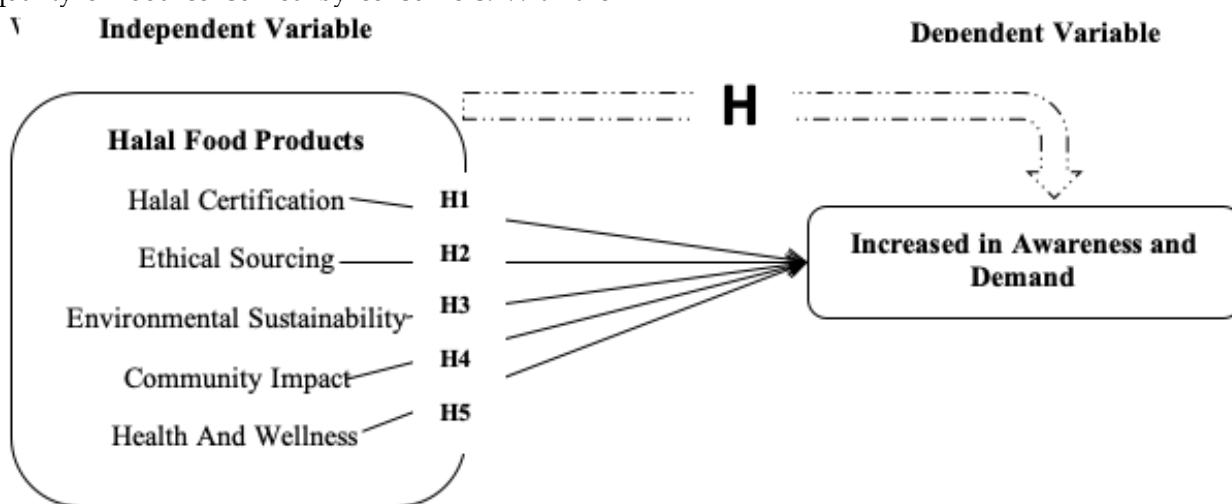 Independent Variable
Dependent Variable
H
Halal Food Products
Halal Certification
H1
Ethical Sourcing
H2
Environmental Sustainability
H3
Community Impact
H4
Health And Wellness
H5
Increased in Awareness and
Demand